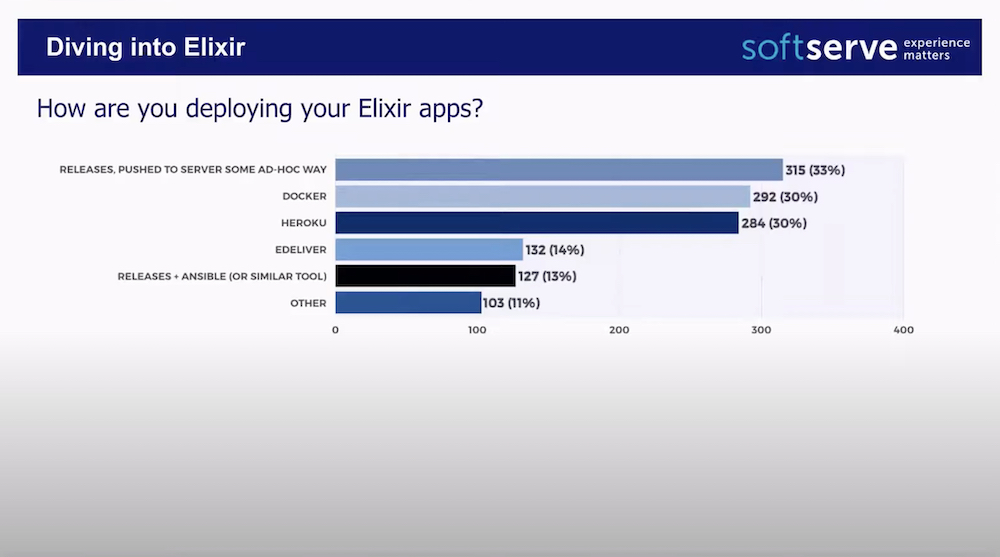 Diving into Elixir
softserve experience matters
How are you deploying your Elixir apps?
RELEASES, PUSHED TO SERVER SOME AD-HOC WAY 315 (33%)
DOCKER 292 (30%)
HEROKU 284 (30%)
EDELIVER 132 (14%)
RELEASES + ANSIBLE (OR SIMILAR TOOL) 127 (13%)
OTHER 103 (11%)
0 100 200 300 400